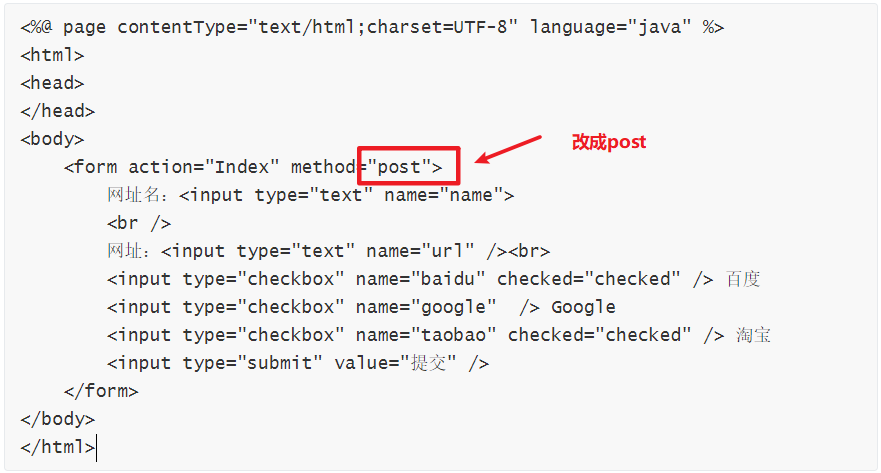 <%@ page contentType="text/html;charset=UTF-8" language="java" %>
<html>
<head>
</head>
<body>
改成post
    <form action="Index" method="post">
        网址名：<input type="text" name="name">
        <br />
        网址：<input type="text" name="url" /><br>
        <input type="checkbox" name="baidu" checked="checked" /> 百度
        <input type="checkbox" name="google"  /> Google
        <input type="checkbox" name="taobao" checked="checked" /> 淘宝
        <input type="submit" value="提交" />
    </form>
</body>
</html>